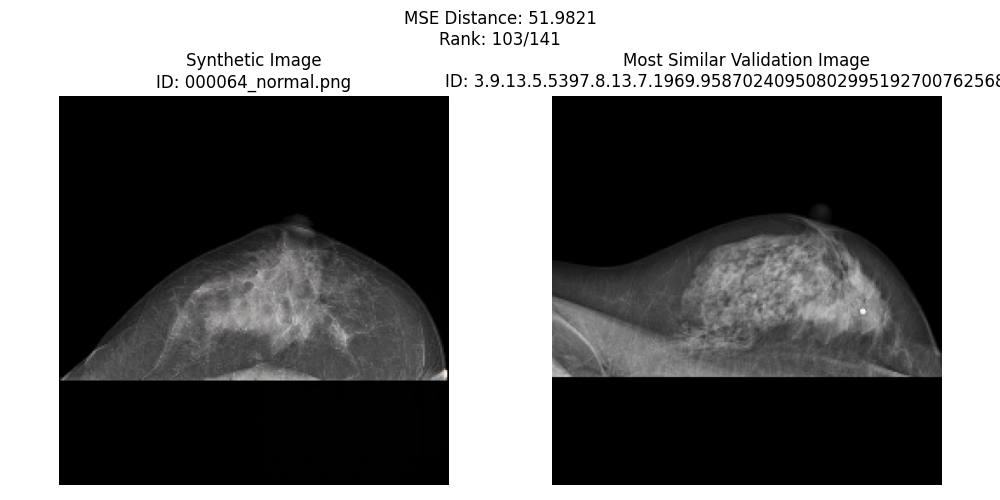 MSE Distance: 51.9821
Rank: 103/141
Synthetic Image
ID: 000064_normal.png
Most Similar Validation Image
ID: 3.9.13.5.5397.8.13.7.1969.95870240950802995192700762568